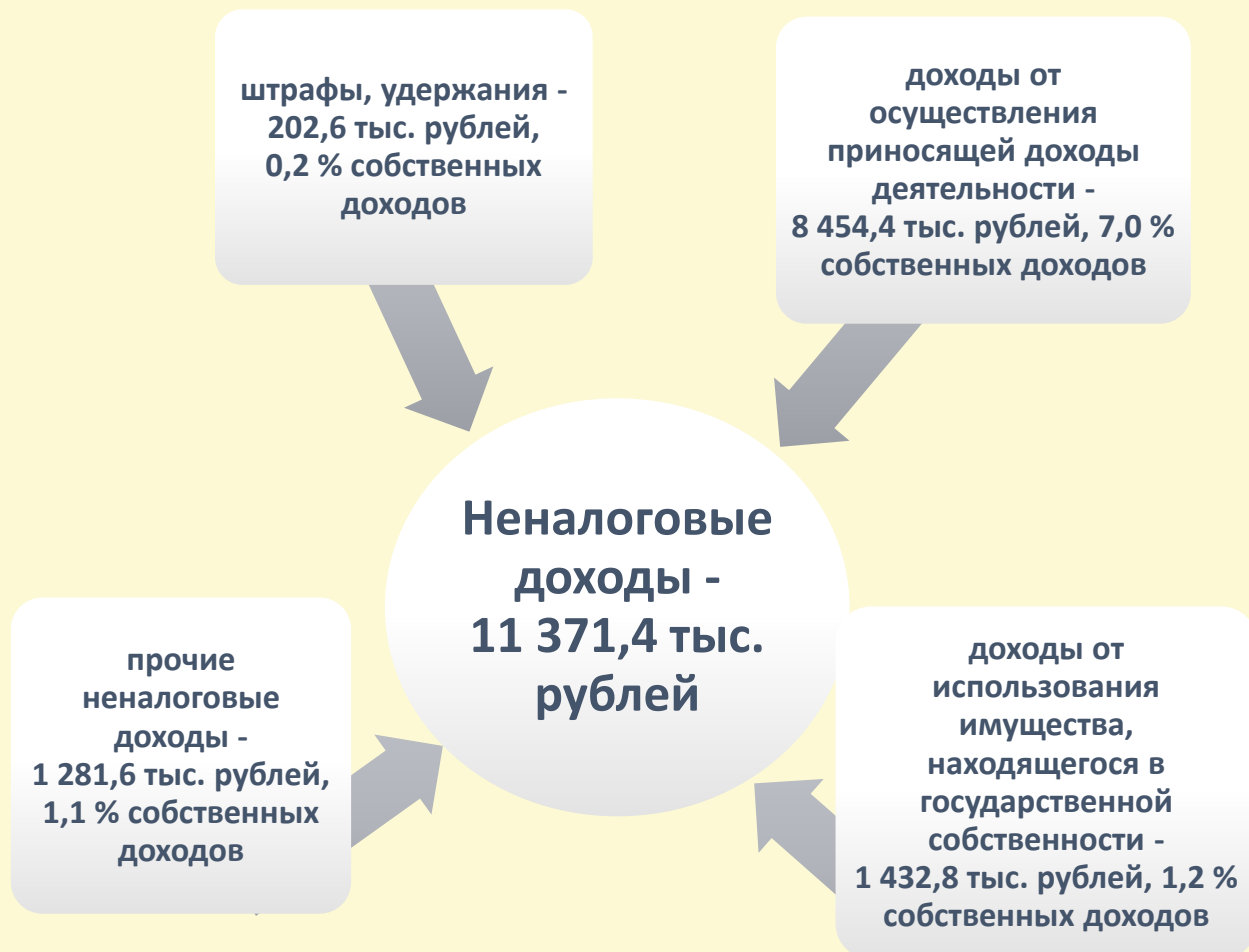 штрафы, удержания -
202,6 тыс. рублей,
0,2 % собственных
доходов
доходы от
осуществления
приносящей доходы
деятельности -
8 454,4 тыс. рублей, 7,0 %
собственных доходов
Неналоговые
доходы -
11 371,4 тыс.
рублей
прочие
неналоговые
доходы -
1 281,6 тыс. рублей,
1,1 % собственных
доходов
доходы от
использования
имущества,
находящегося в
государственной
собственности -
1 432,8 тыс. рублей, 1,2 %
собственных доходов